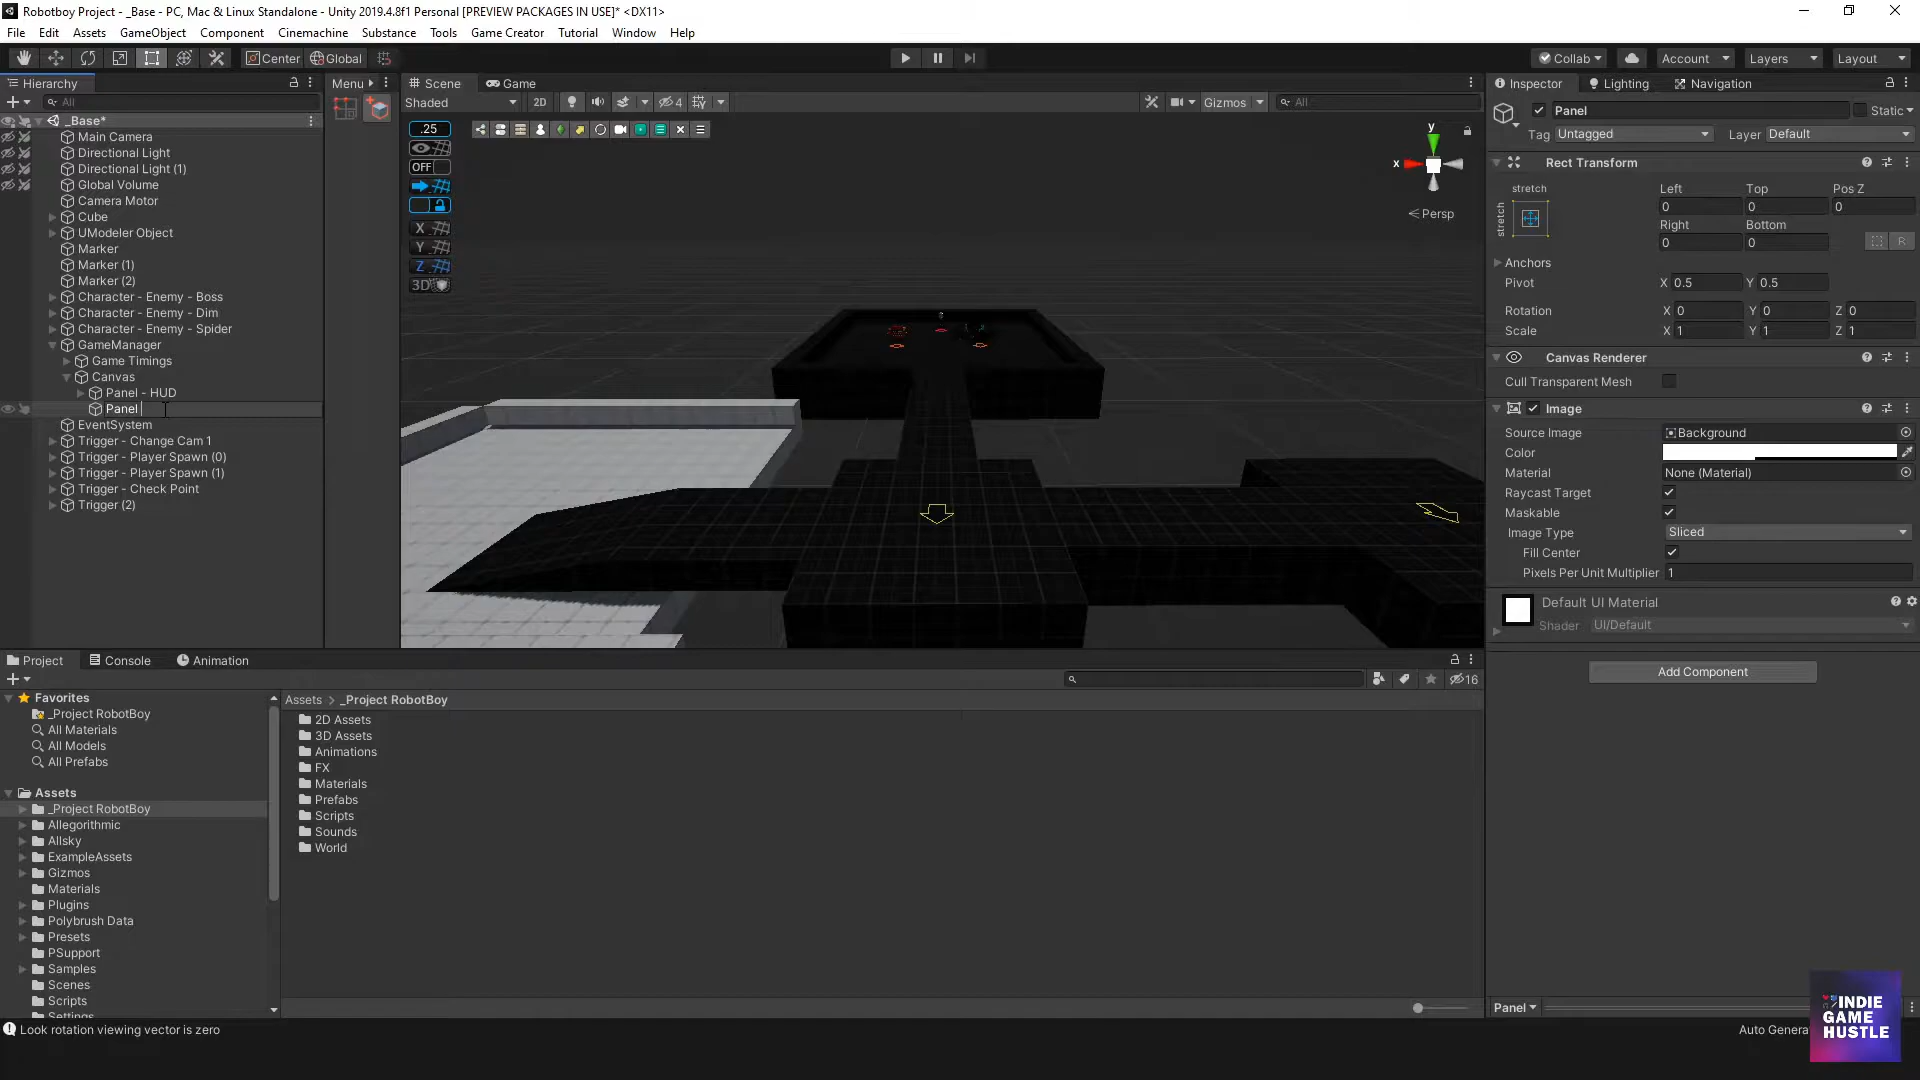 Robotboy Project - _Base - PC, Mac & Linux Standalone - Unity 2019.4.8f1 Personal [PREVIEW PACKAGES IN USE]* <DX11>
File Edit Assets GameObject Component Cinemachine Substance Tools Game Creator Tutorial Window Help
Center Global Collab Account Layers Layout
Hierarchy Menu Scene Game Inspector Lighting Navigation
All Shaded 2D 4 Gizmos All
_Base*
Main Camera
Directional Light
Directional Light (1)
Global Volume
Camera Motor
Cube
UModeler Object
Marker
Marker (1)
Marker (2)
Character - Enemy - Boss
Character - Enemy - Dim
Character - Enemy - Spider
GameManager
Game Timings
Canvas
Panel - HUD
Panel
EventSystem
Trigger - Change Cam 1
Trigger - Player Spawn (0)
Trigger - Player Spawn (1)
Trigger - Check Point
Trigger (2)
.25
OFF
X
Y
Z
3D
y
x
Persp
Panel Static
Tag Untagged Layer Default
Rect Transform
stretch Left Top Pos Z
stretch 0 0 0
Right Bottom
0 0 R
Anchors
Pivot X 0.5 Y 0.5
Rotation X 0 Y 0 Z 0
Scale X 1 Y 1 Z 1
Canvas Renderer
Cull Transparent Mesh
Image
Source Image Background
Color
Material None (Material)
Raycast Target
Maskable
Image Type Sliced
Fill Center
Pixels Per Unit Multiplier 1
Default UI Material
Shader UI/Default
Add Component
Project Console Animation
16
Favorites
_Project RobotBoy
All Materials
All Models
All Prefabs
Assets
_Project RobotBoy
Allegorithmic
Allsky
ExampleAssets
Gizmos
Materials
Plugins
Polybrush Data
Presets
PSupport
Samples
Scenes
Scripts
Settings
Assets > _Project RobotBoy
2D Assets
3D Assets
Animations
FX
Materials
Prefabs
Scripts
Sounds
World
Panel
Look rotation viewing vector is zero
Auto Genera
INDIE
GAME
HUSTLE